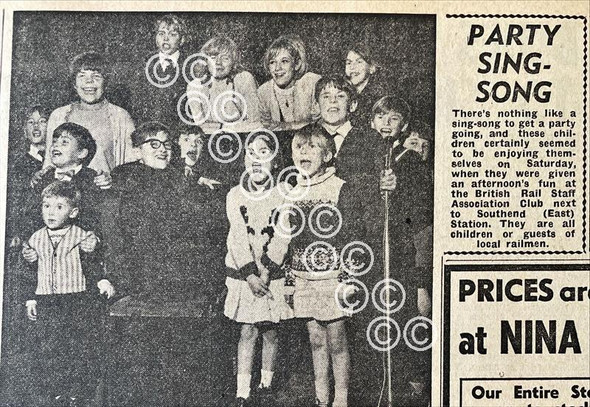 PARTY
SING-
SONG
There's nothing like a
sing-song to get a party
going, and these chil-
dren certainly seemed
to be enjoying them-
selves on Saturday,
when they were given
an afternoon's fun at
the British Rail Staff
Association Club next
to Southend (East)
Station. They are all
children or guests of
local railmen.
PRICES are
at NINA
Our Entire